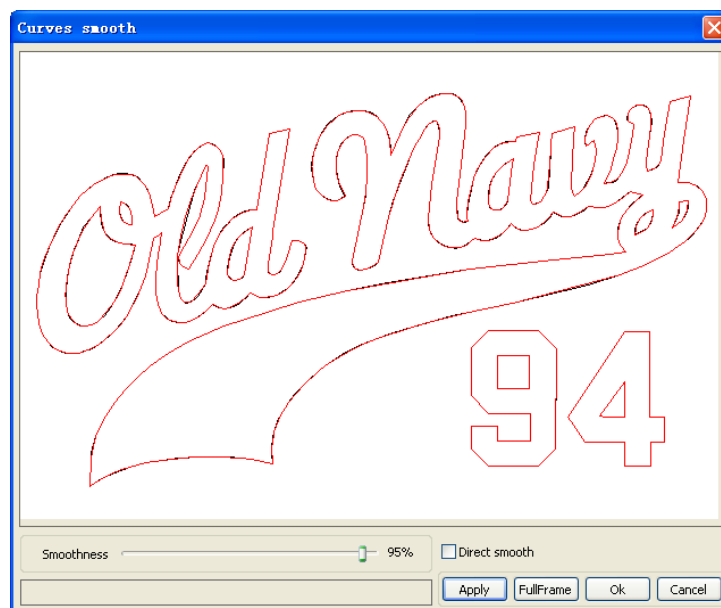 Curves smooth
Old Navy
94
Smoothness 95% Direct smooth
Apply FullFrame Ok Cancel